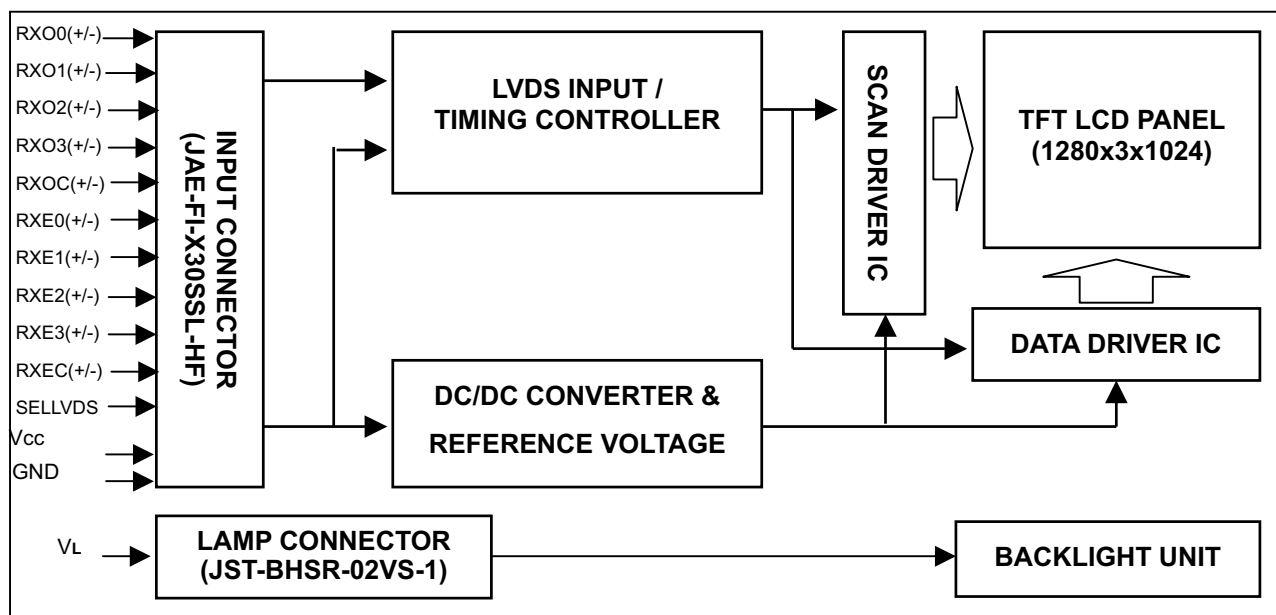 RXO0(+/-)
RXO1(+/-)
RXO2(+/-)
RXO3(+/-)
RXOC(+/-)
RXE0(+/-)
RXE1(+/-)
RXE2(+/-)
RXE3(+/-)
RXEC(+/-)
SELLVDS
Vcc
GND
VL
INPUT CONNECTOR
(JAE-FI-X30SSL-HF)
LVDS INPUT /
TIMING CONTROLLER
SCAN DRIVER IC
TFT LCD PANEL
(1280x3x1024)
DATA DRIVER IC
DC/DC CONVERTER &
REFERENCE VOLTAGE
LAMP CONNECTOR
(JST-BHSR-02VS-1)
BACKLIGHT UNIT